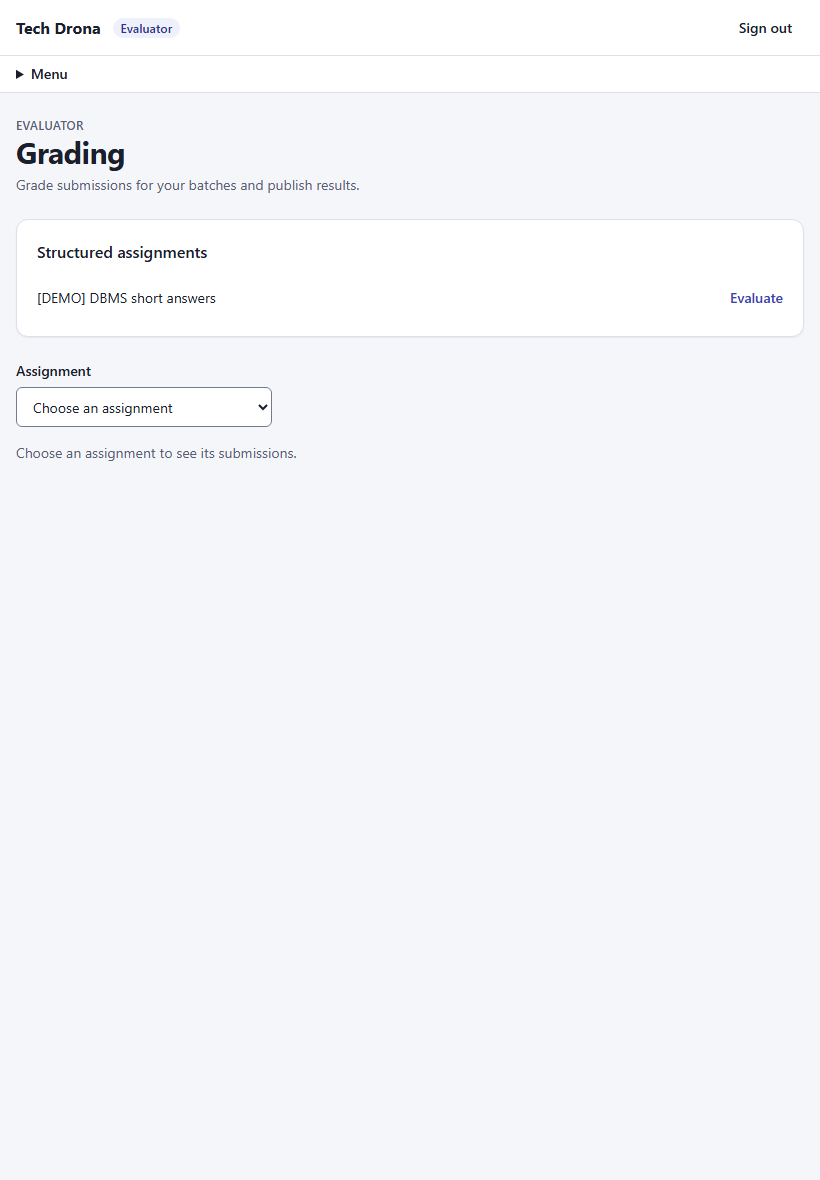 Tech Drona Evaluator Sign out
Menu
EVALUATOR
Grading
Grade submissions for your batches and publish results.
Structured assignments
[DEMO] DBMS short answers Evaluate
Assignment
Choose an assignment
Choose an assignment to see its submissions.